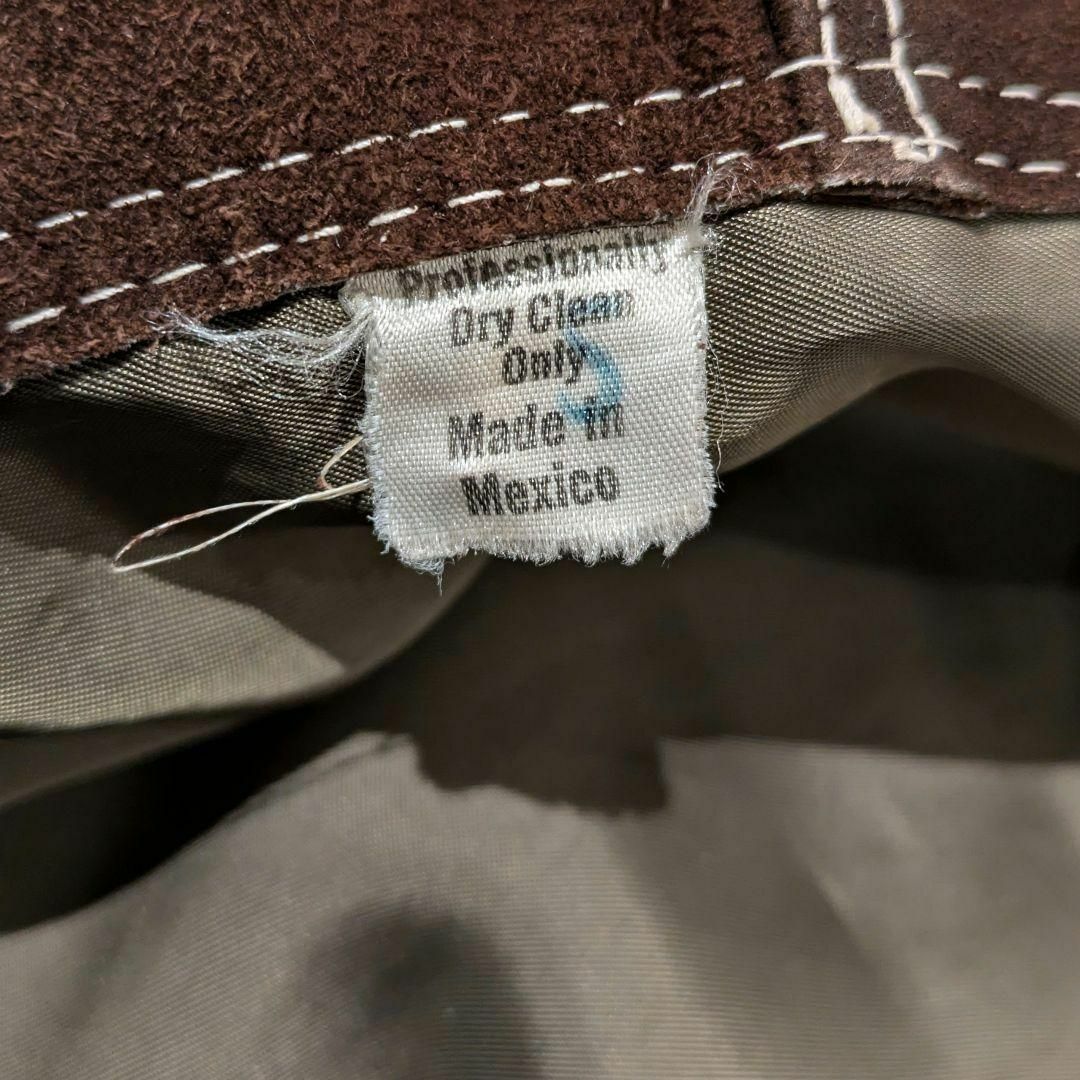 Professionally
Dry Clean
Only
Made in
Mexico